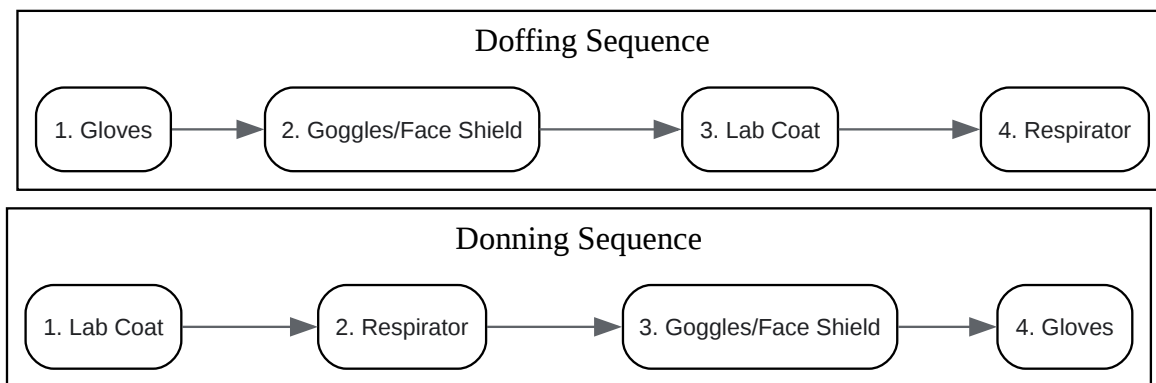 Doffing Sequence
1. Gloves
2. Goggles/Face Shield
3. Lab Coat
4. Respirator
Donning Sequence
1. Lab Coat
2. Respirator
3. Goggles/Face Shield
4. Gloves